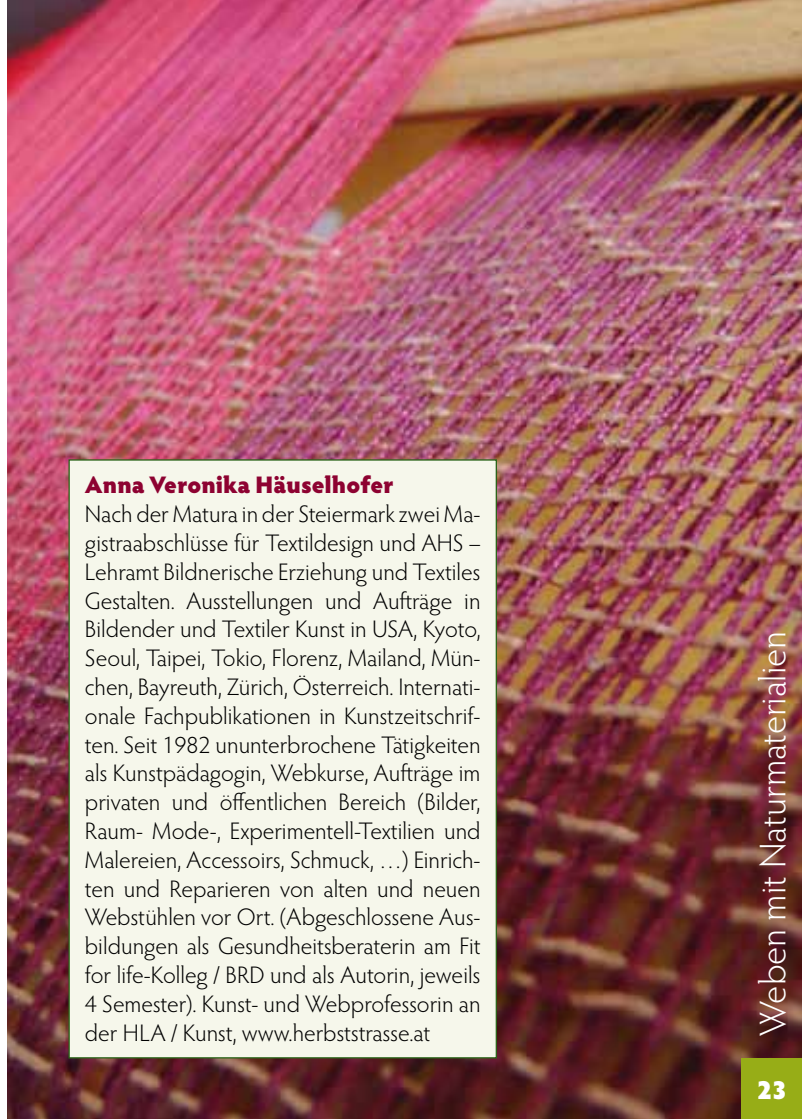 Anna Veronika Häuselhofer
Nach der Matura in der Steiermark zwei Ma-
gistraabschlüsse für Textildesign und AHS –
Lehramt Bildnerische Erziehung und Textiles
Gestalten. Ausstellungen und Aufträge in
Bildender und Textiler Kunst in USA, Kyoto,
Seoul, Taipei, Tokio, Florenz, Mailand, Mün-
chen, Bayreuth, Zürich, Österreich. Internati-
onale Fachpublikationen in Kunstzeitschrif-
ten. Seit 1982 ununterbrochene Tätigkeiten
als Kunstpädagogin, Webkurse, Aufträge im
privaten und öffentlichen Bereich (Bilder,
Raum- Mode-, Experimentell-Textilien und
Malereien, Accessoirs, Schmuck, …) Einrich-
ten und Reparieren von alten und neuen
Webstühlen vor Ort. (Abgeschlossene Aus-
bildungen als Gesundheitsberaterin am Fit
for life-Kolleg / BRD und als Autorin, jeweils
4 Semester). Kunst- und Webprofessorin an
der HLA / Kunst, www.herbststrasse.at
Weben mit Naturmaterialien
23